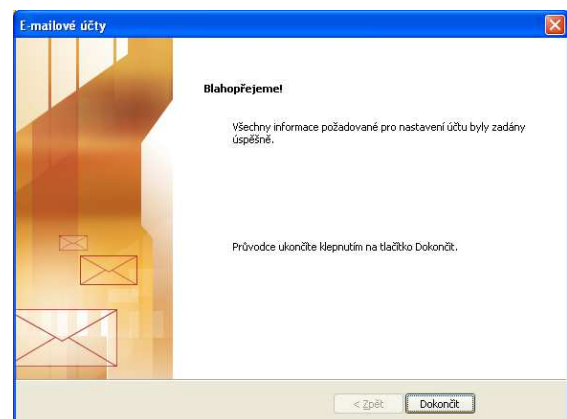 E-mailové účty
Blahopřejeme!
Všechny informace požadované pro nastavení účtu byly zadány
úspěšně.
Průvodce ukončíte klepnutím na tlačítko Dokončit.
< Zpět
Dokončit